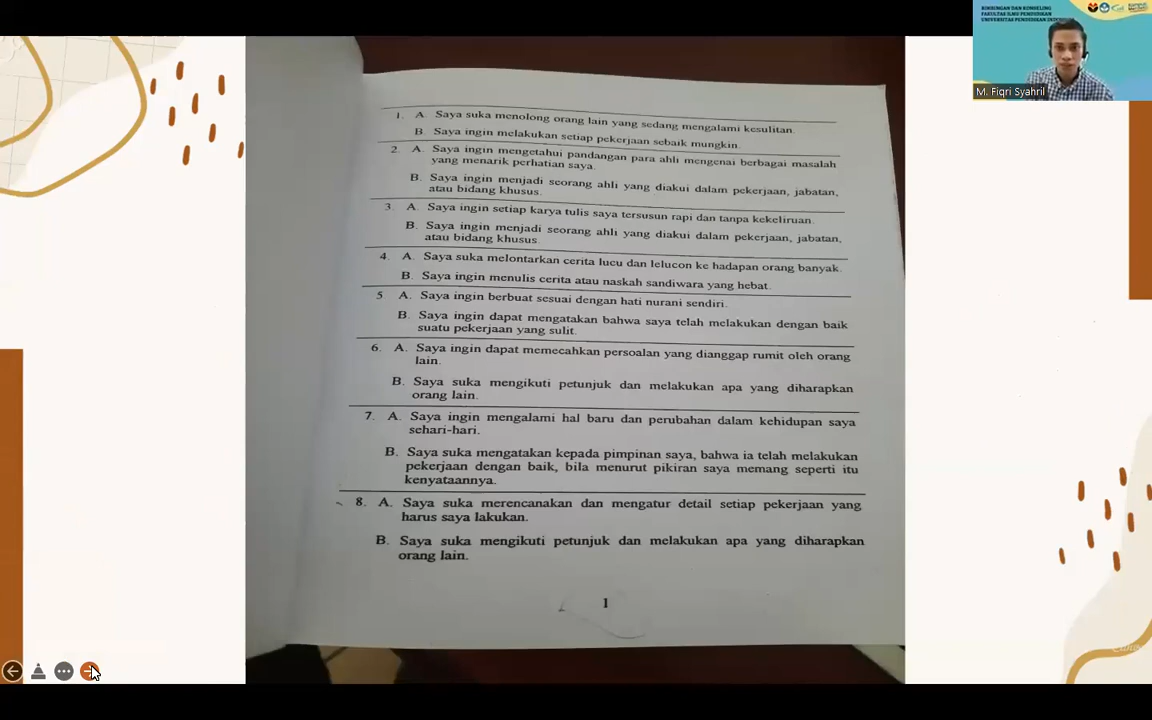 BIMBINGAN DAN KONSELING
FAKULTAS ILMU PENDIDIKAN
UNIVERSITAS PENDIDIKAN
M. Fiqri Syahril
1. A. Saya suka menolong orang lain yang sedang mengalami kesulitan.
B. Saya ingin melakukan setiap pekerjaan sebaik mungkin.
2. A. Saya ingin mengetahui pandangan para ahli mengenai berbagai masalah
yang menarik perhatian saya.
B. Saya ingin menjadi seorang ahli yang diakui dalam pekerjaan, jabatan,
atau bidang khusus.
3. A. Saya ingin setiap karya tulis saya tersusun rapi dan tanpa kekeliruan.
B. Saya ingin menjadi seorang ahli yang diakui dalam pekerjaan, jabatan,
atau bidang khusus
4. A. Saya suka melontarkan cerita lucu dan lelucon ke hadapan orang banyak.
B. Saya ingin menulis cerita atau naskah sandiwara yang hebat.
5 A. Saya ingin berbuat sesuai dengan hati nurani sendiri.
B. Saya ingin dapat mengatakan bahwa saya telah melakukan dengan baik
suatu pekerjaan yang sulit.
6. A. Saya ingin dapat memecahkan persoalan yang dianggap rumit oleh orang
lain.
B. Saya suka mengikuti petunjuk dan melakukan apa yang diharapkan
orang lain.
7. A. Saya ingin mengalami hal baru dan perubahan dalam kehidupan saya
sehari-hari.
B. Saya suka mengatakan kepada pimpinan saya, bahwa ia telah melakukan
pekerjaan dengan baik, bila menurut pikiran saya memang seperti itu
kenyataannya.
8. A. Saya suka merencanakan dan mengatur detail setiap pekerjaan yang
harus saya lakukan.
B. Saya suka mengikuti petunjuk dan melakukan apa yang diharapkan
orang lain.
1